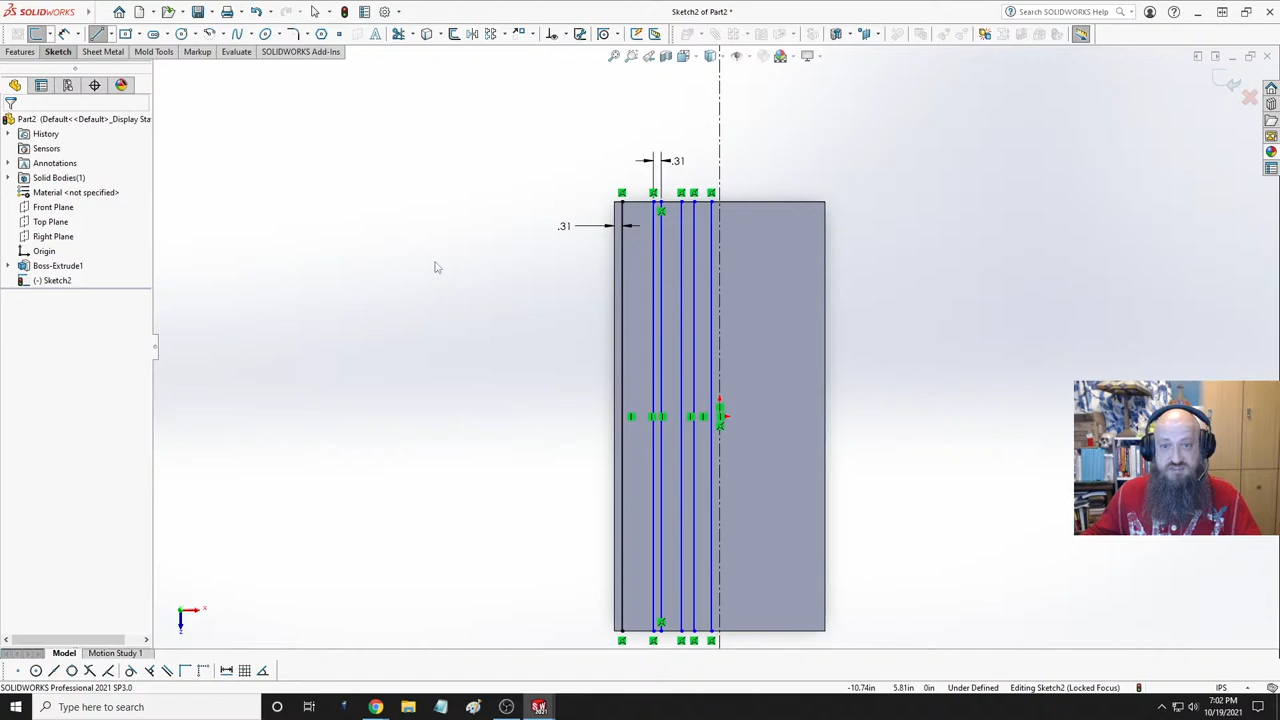 SOLIDWORKS
Sketch2 of Part2 *
Search SOLIDWORKS Help
Features
Sketch
Sheet Metal
Mold Tools
Markup
Evaluate
SOLIDWORKS Add-Ins
Part2 (Default<<Default>_Display Sta
History
Sensors
Annotations
Solid Bodies(1)
Material <not specified>
Front Plane
Top Plane
Right Plane
Origin
Boss-Extrude1
(-) Sketch2
.31
.31
x
z
Model
Motion Study 1
SOLIDWORKS Professional 2021 SP3.0
-10.74in
5.81in
0in
Under Defined
Editing Sketch2 (Locked Focus)
IPS
Type here to search
7:02 PM
10/19/2021